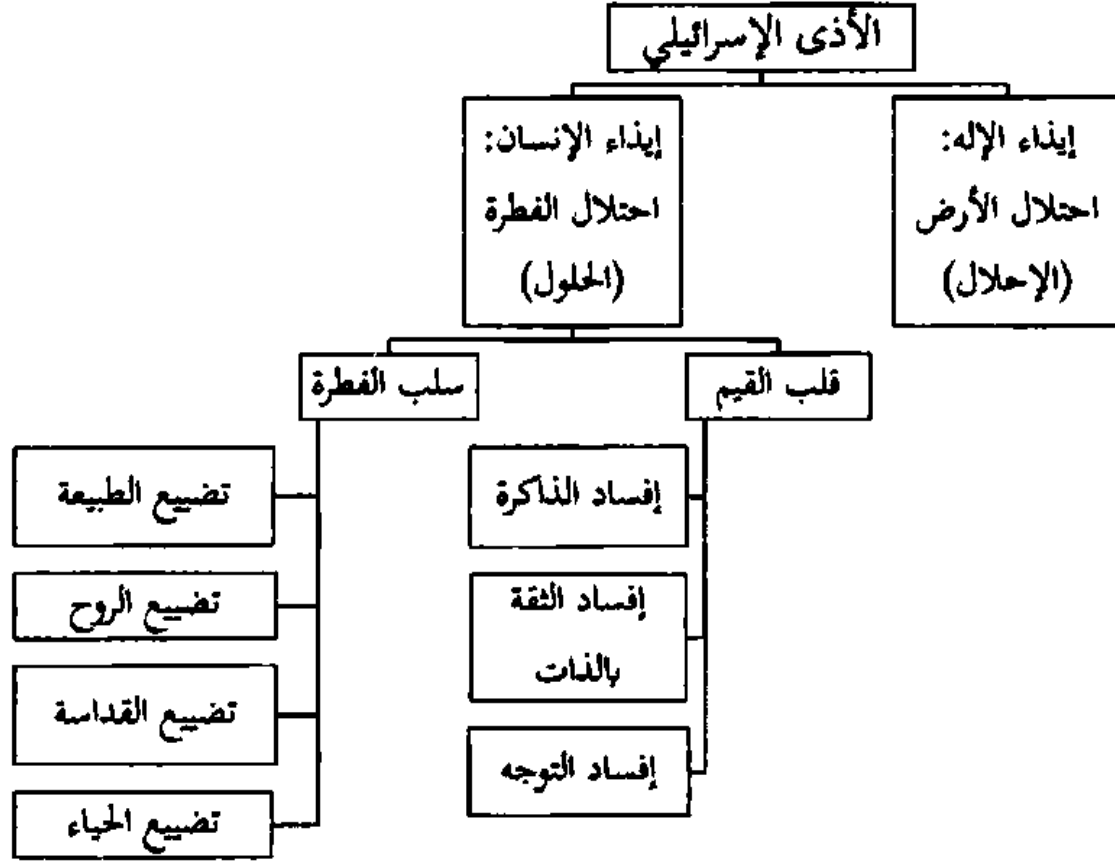 الأذى الإسرائيلي
إيذاء الإله:
احتلال الأرض
(الإحلال)
إيذاء الإنسان:
احتلال الفطرة
(الحلول)
قلب القيم
إفساد الذاكرة
إفساد الثقة
بالذات
إفساد التوجه
سلب الفطرة
تضييع الطبيعة
تضييع الروح
تضييع القداسة
تضييع الحياء